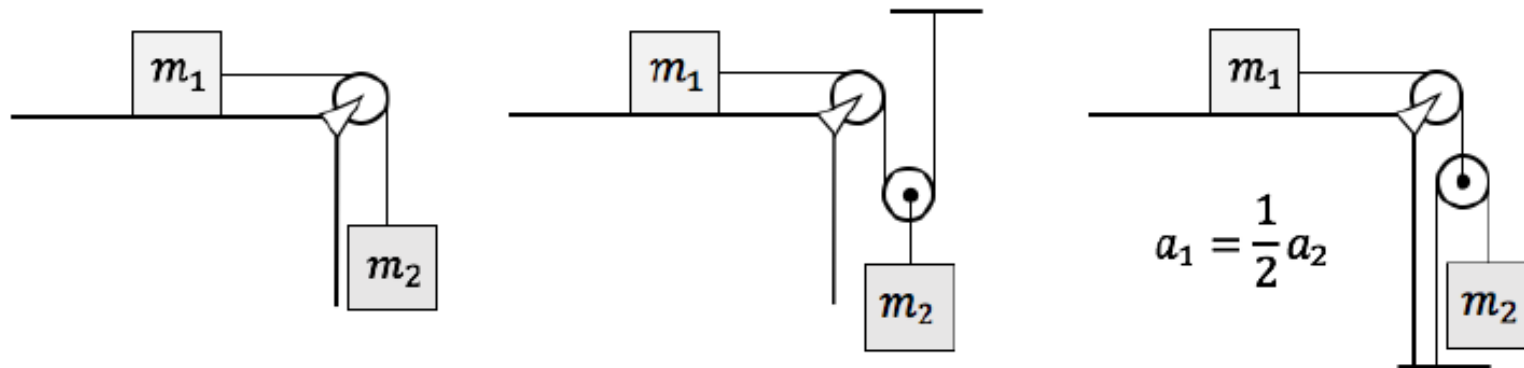 m₁
m₂
m₁
m₂
m₁
a₁ = ½ a₂
m₂